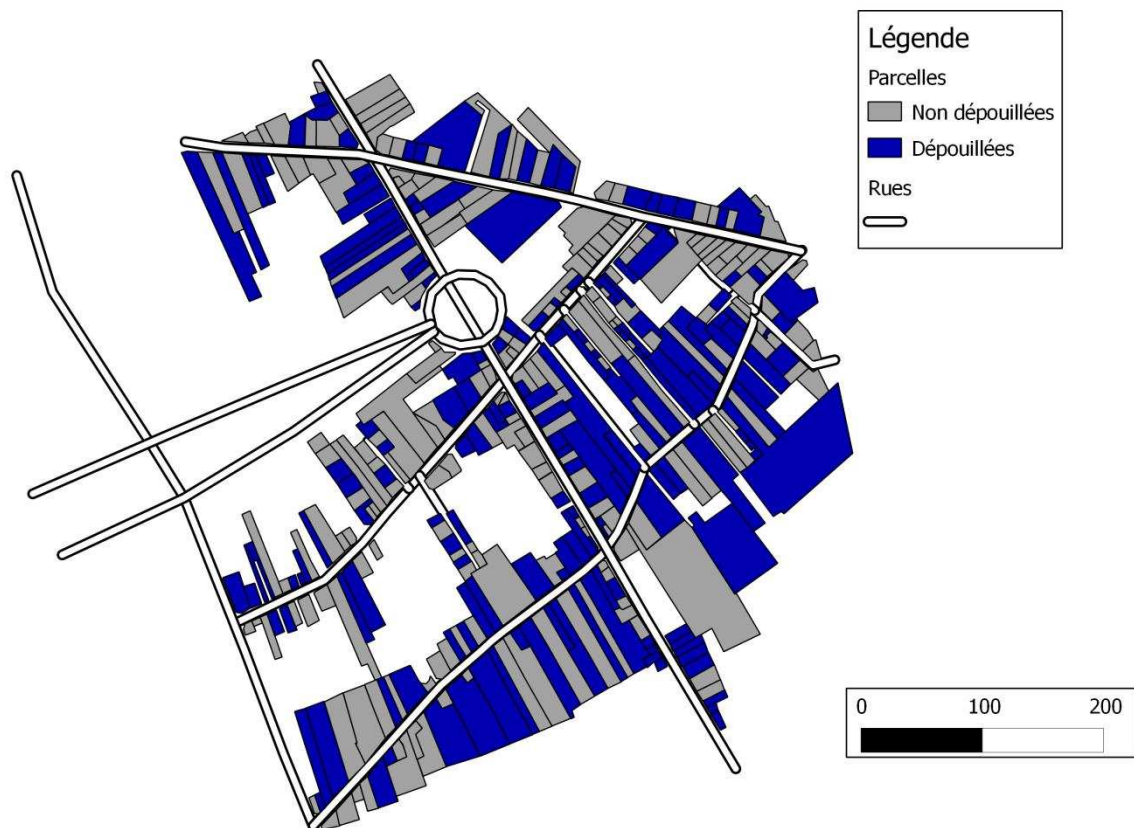 Légende
Parcelles
Non dépouillées
Dépouillées
Rues
0 100 200